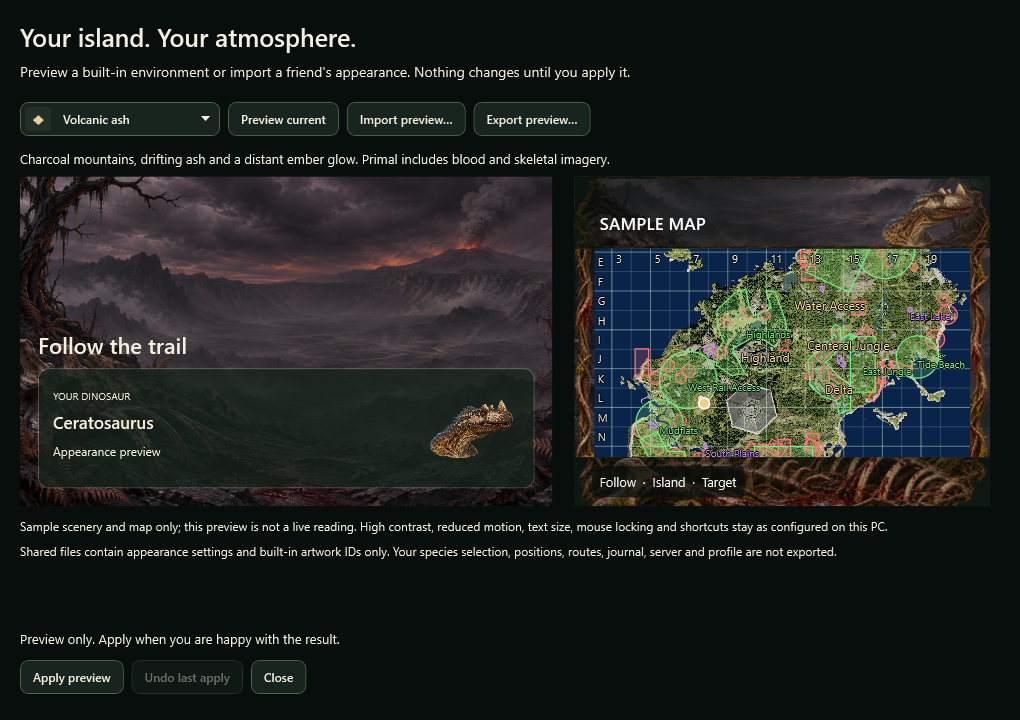 Your island. Your atmosphere.
Preview a built-in environment or import a friend's appearance. Nothing changes until you apply it.
Volcanic ash
Preview current
Import preview...
Export preview...
Charcoal mountains, drifting ash and a distant ember glow. Primal includes blood and skeletal imagery.
Follow the trail
YOUR DINOSAUR
Ceratosaurus
Appearance preview
SAMPLE MAP
3 5 7 9 11 13 15 17 19
E
F
G
H
I
J
K
L
M
N
Water Access
East Lake
Highlands
Highland
Centeral Jungle
Tide Beach
East Jungle
West Rail Access
Delta
Mudflats
South Plains
Follow · Island · Target
Sample scenery and map only; this preview is not a live reading. High contrast, reduced motion, text size, mouse locking and shortcuts stay as configured on this PC.
Shared files contain appearance settings and built-in artwork IDs only. Your species selection, positions, routes, journal, server and profile are not exported.
Preview only. Apply when you are happy with the result.
Apply preview
Undo last apply
Close